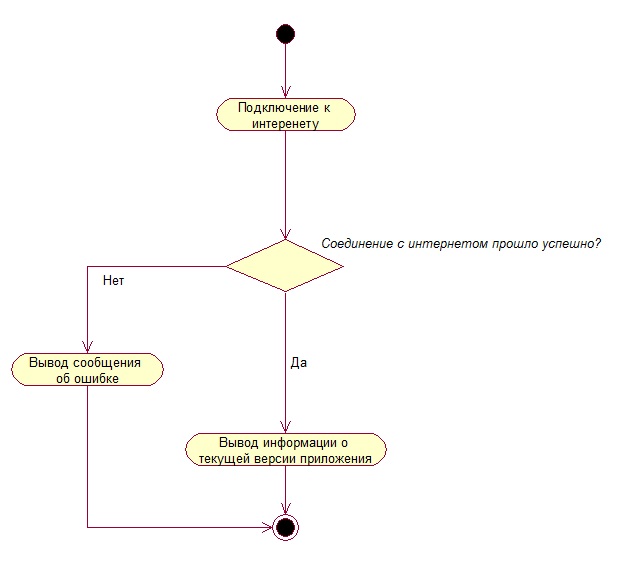 Подключение к
интеренету
Соединение с интернетом прошло успешно?
Нет
Вывод сообщения
об ошибке
Да
Вывод информации о
текущей версии приложения